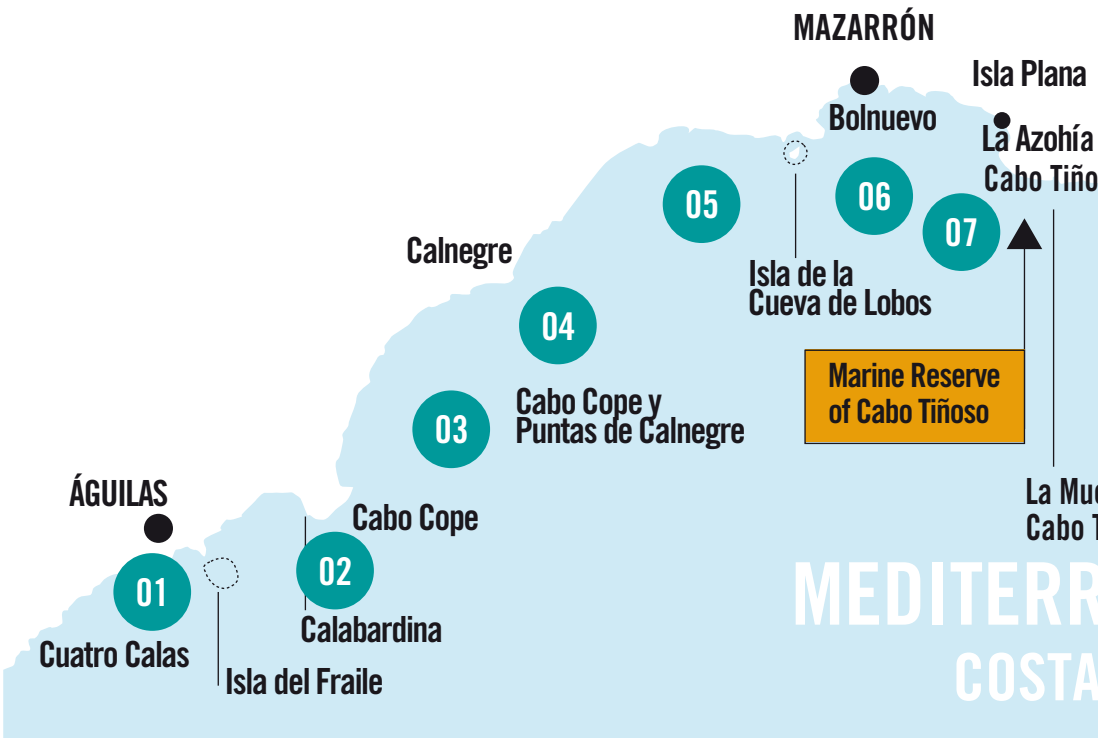 MAZARRÓN
Isla Plana
Bolnuevo
La Azohía
Cabo Tiño
05
06
07
Calnegre
Isla de la
Cueva de Lobos
04
Marine Reserve
of Cabo Tiñoso
Cabo Cope y
Puntas de Calnegre
03
ÁGUILAS
Cabo Cope
La Mu
Cabo T
02
01
MEDITERR
Calabardina
Cuatro Calas
COSTA
Isla del Fraile